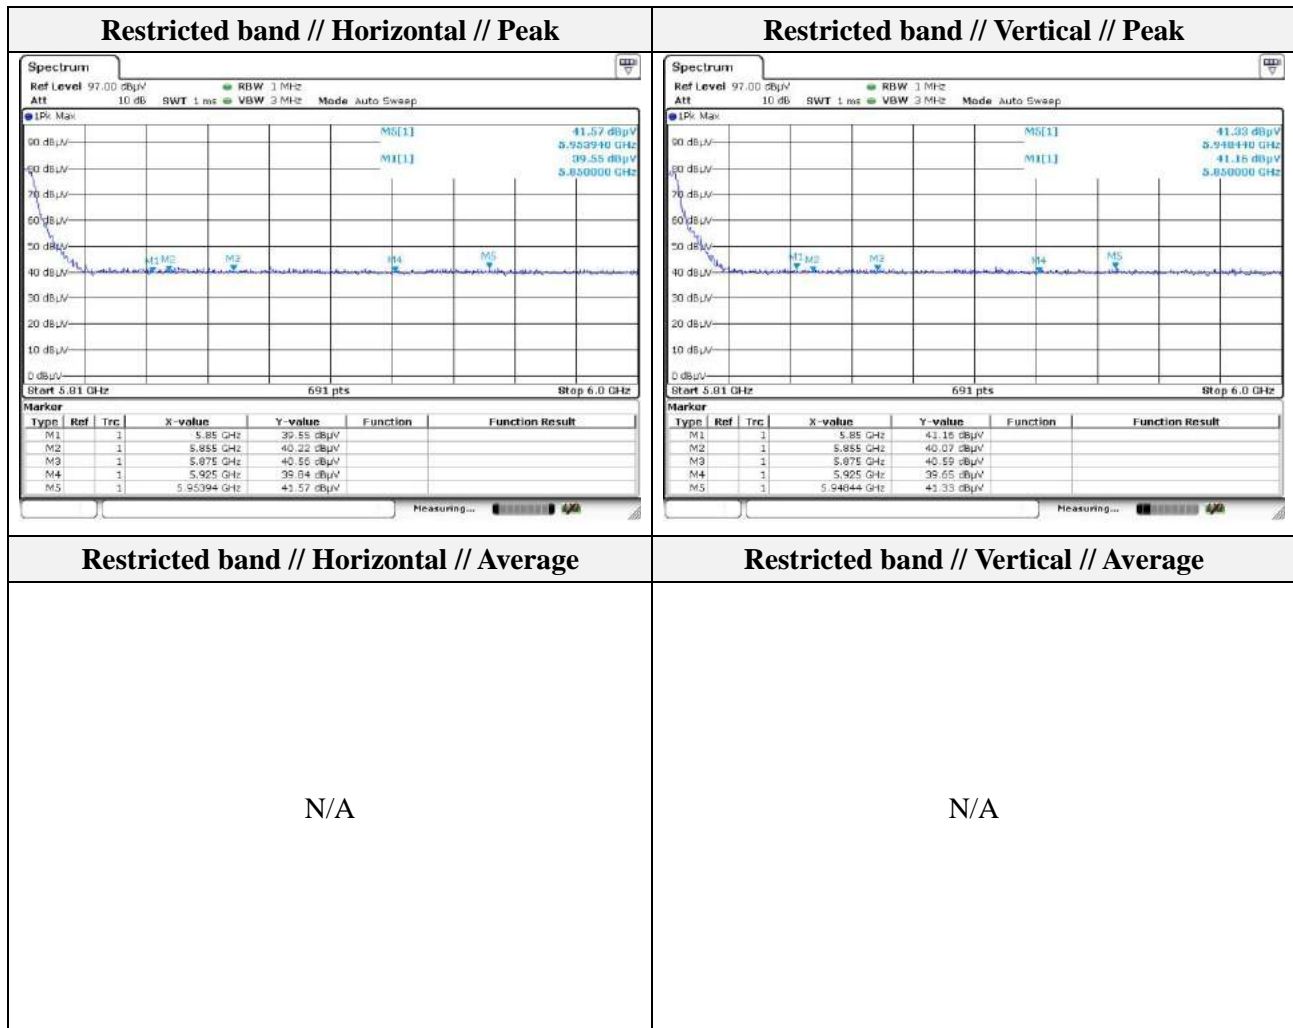 Restricted band // Horizontal // Peak
Restricted band // Vertical // Peak
Spectrum
Ref Level 97.00 dBµV RBW 1 MHz
Att 10 dB SWT 1 ms VBW 3 MHz Mode Auto Sweep
1Pk Max
M5[1] 41.57 dBµV
5.953940 GHz
M1[1] 39.55 dBµV
5.850000 GHz
90 dBµV
80 dBµV
70 dBµV
60 dBµV
50 dBµV
40 dBµV
30 dBµV
20 dBµV
10 dBµV
0 dBµV
M1 M2 M3 M4 M5
Start 5.81 GHz 691 pts Stop 6.0 GHz
Marker
Type Ref Trc X-value Y-value Function Function Result
M1 1 5.85 GHz 39.55 dBµV
M2 1 5.855 GHz 40.22 dBµV
M3 1 5.875 GHz 40.56 dBµV
M4 1 5.925 GHz 39.84 dBµV
M5 1 5.95394 GHz 41.57 dBµV
Measuring...
Spectrum
Ref Level 97.00 dBµV RBW 1 MHz
Att 10 dB SWT 1 ms VBW 3 MHz Mode Auto Sweep
1Pk Max
M5[1] 41.33 dBµV
5.948440 GHz
M1[1] 41.16 dBµV
5.850000 GHz
90 dBµV
80 dBµV
70 dBµV
60 dBµV
50 dBµV
40 dBµV
30 dBµV
20 dBµV
10 dBµV
0 dBµV
M1 M2 M3 M4 M5
Start 5.81 GHz 691 pts Stop 6.0 GHz
Marker
Type Ref Trc X-value Y-value Function Function Result
M1 1 5.85 GHz 41.16 dBµV
M2 1 5.855 GHz 40.07 dBµV
M3 1 5.875 GHz 40.59 dBµV
M4 1 5.925 GHz 39.65 dBµV
M5 1 5.94844 GHz 41.33 dBµV
Measuring...
Restricted band // Horizontal // Average
Restricted band // Vertical // Average
N/A
N/A